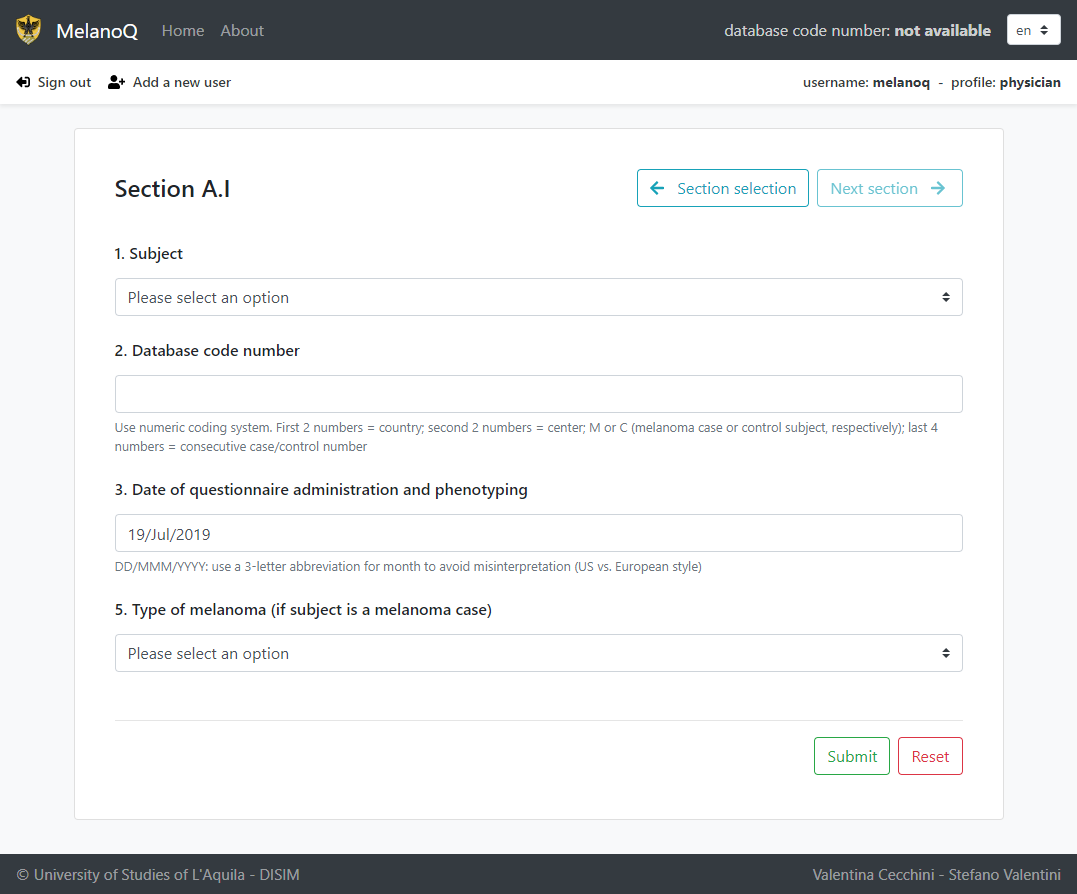 MelanoQ Home About database code number: not available en
Sign out Add a new user username: melanoq - profile: physician
Section A.I
Section selection Next section
1. Subject
Please select an option
2. Database code number
Use numeric coding system. First 2 numbers = country; second 2 numbers = center; M or C (melanoma case or control subject, respectively); last 4
numbers = consecutive case/control number
3. Date of questionnaire administration and phenotyping
19/Jul/2019
DD/MMM/YYYY: use a 3-letter abbreviation for month to avoid misinterpretation (US vs. European style)
5. Type of melanoma (if subject is a melanoma case)
Please select an option
Submit Reset
© University of Studies of L'Aquila - DISIM Valentina Cecchini - Stefano Valentini